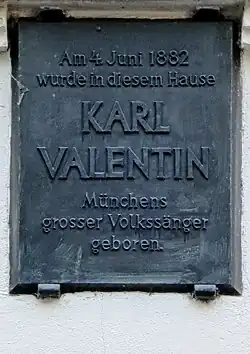 Am 4. Juni 1882
wurde in diesem Hause
KARL
VALENTIN
Münchens
grosser Volkssänger
geboren.